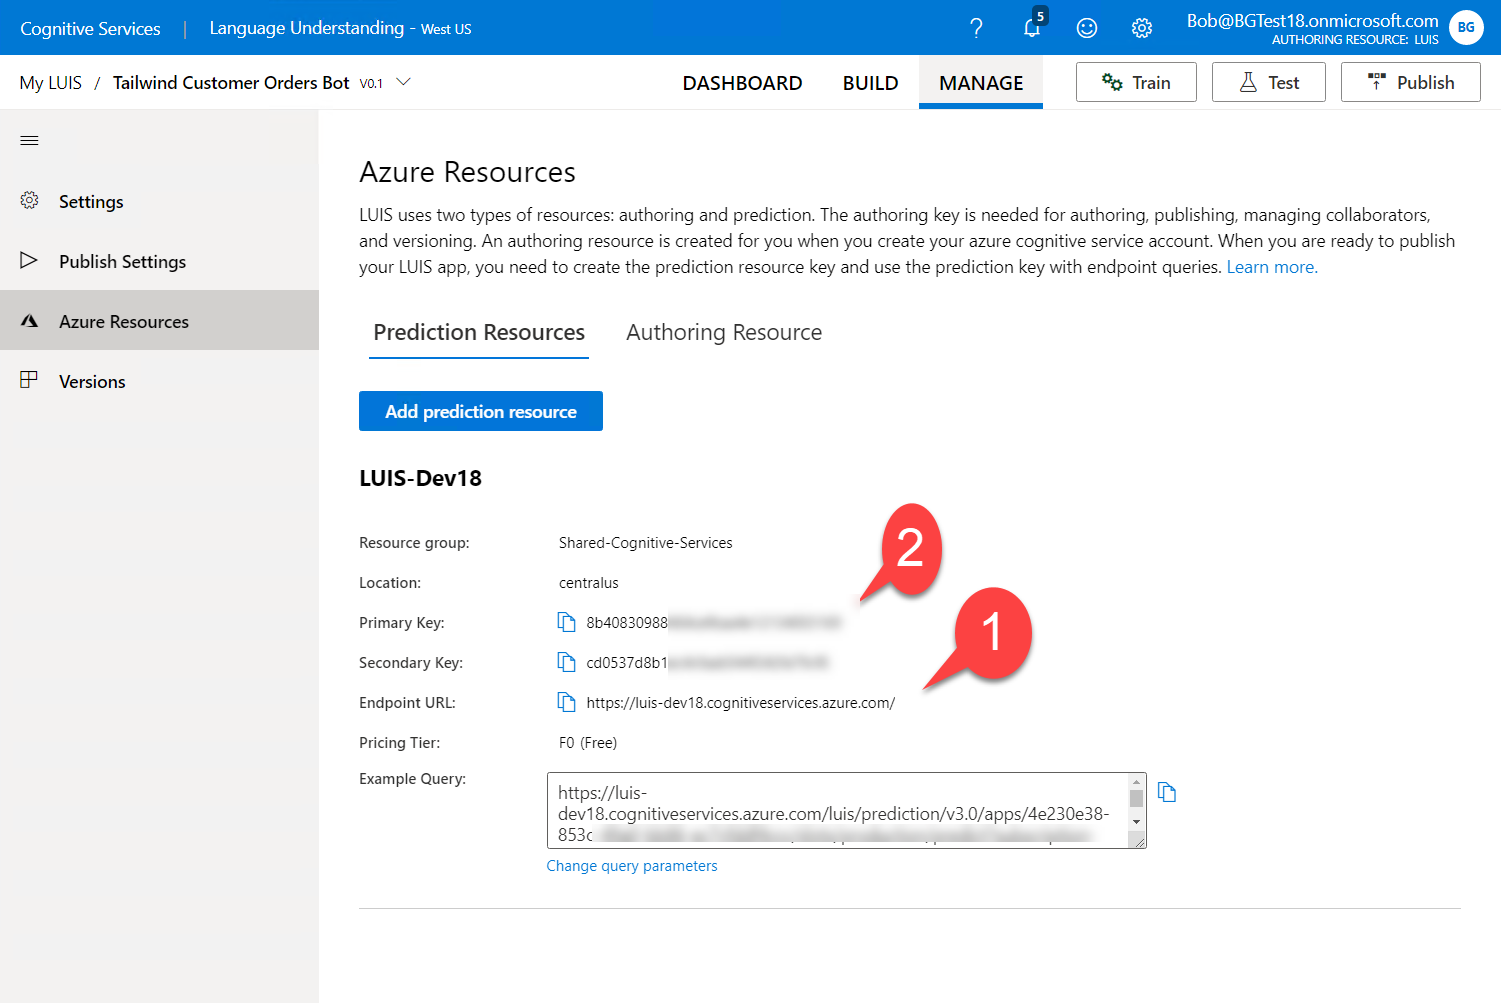 Cognitive Services | Language Understanding - West US
5
Bob@BGTest18.onmicrosoft.com
AUTHORING RESOURCE: LUIS
BG
My LUIS / Tailwind Customer Orders Bot V0.1
DASHBOARD BUILD MANAGE
Train Test Publish
Settings
Publish Settings
Azure Resources
Versions
Azure Resources
LUIS uses two types of resources: authoring and prediction. The authoring key is needed for authoring, publishing, managing collaborators,
and versioning. An authoring resource is created for you when you create your azure cognitive service account. When you are ready to publish
your LUIS app, you need to create the prediction resource key and use the prediction key with endpoint queries. Learn more.
Prediction Resources Authoring Resource
Add prediction resource
LUIS-Dev18
Resource group: Shared-Cognitive-Services
Location: centralus
2
Primary Key: 8b40830988
1
Secondary Key: cd0537d8b1
Endpoint URL: https://luis-dev18.cognitiveservices.azure.com/
Pricing Tier: F0 (Free)
Example Query:
https://luis-
dev18.cognitiveservices.azure.com/luis/prediction/v3.0/apps/4e230e38-
853c
Change query parameters